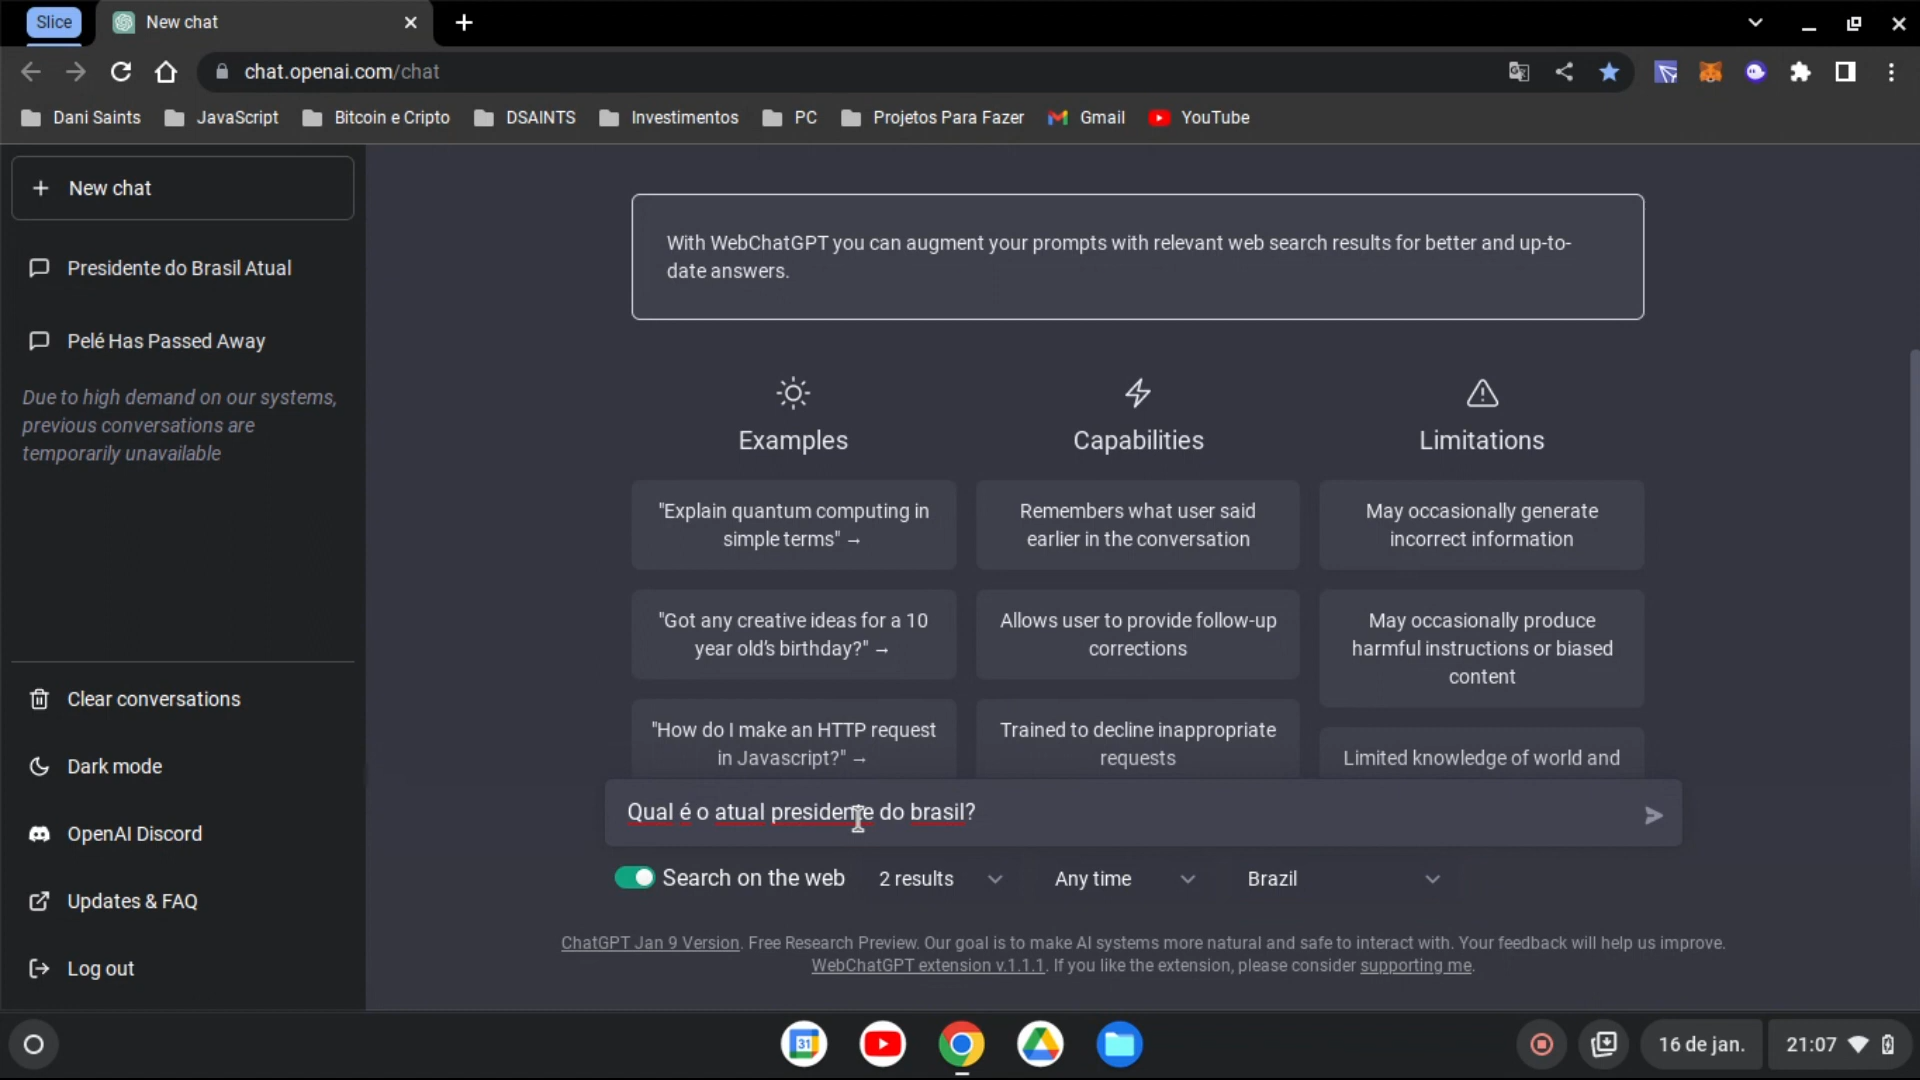 Slice
New chat
chat.openai.com/chat
Dani Saints
JavaScript
Bitcoin e Cripto
DSAINTS
Investimentos
PC
Projetos Para Fazer
Gmail
YouTube
New chat
Presidente do Brasil Atual
Pelé Has Passed Away
Due to high demand on our systems,
previous conversations are
temporarily unavailable
Clear conversations
Dark mode
OpenAI Discord
Updates & FAQ
Log out
With WebChatGPT you can augment your prompts with relevant web search results for better and up-to-
date answers.
Examples
"Explain quantum computing in
simple terms" →
"Got any creative ideas for a 10
year old's birthday?" →
"How do I make an HTTP request
in Javascript?" →
Capabilities
Remembers what user said
earlier in the conversation
Allows user to provide follow-up
corrections
Trained to decline inappropriate
requests
Limitations
May occasionally generate
incorrect information
May occasionally produce
harmful instructions or biased
content
Limited knowledge of world and
Qual é o atual presidente do brasil?
Search on the web
2 results
Any time
Brazil
ChatGPT Jan 9 Version. Free Research Preview. Our goal is to make AI systems more natural and safe to interact with. Your feedback will help us improve.
WebChatGPT extension v.1.1.1. If you like the extension, please consider supporting me.
31
16 de jan.
21:07